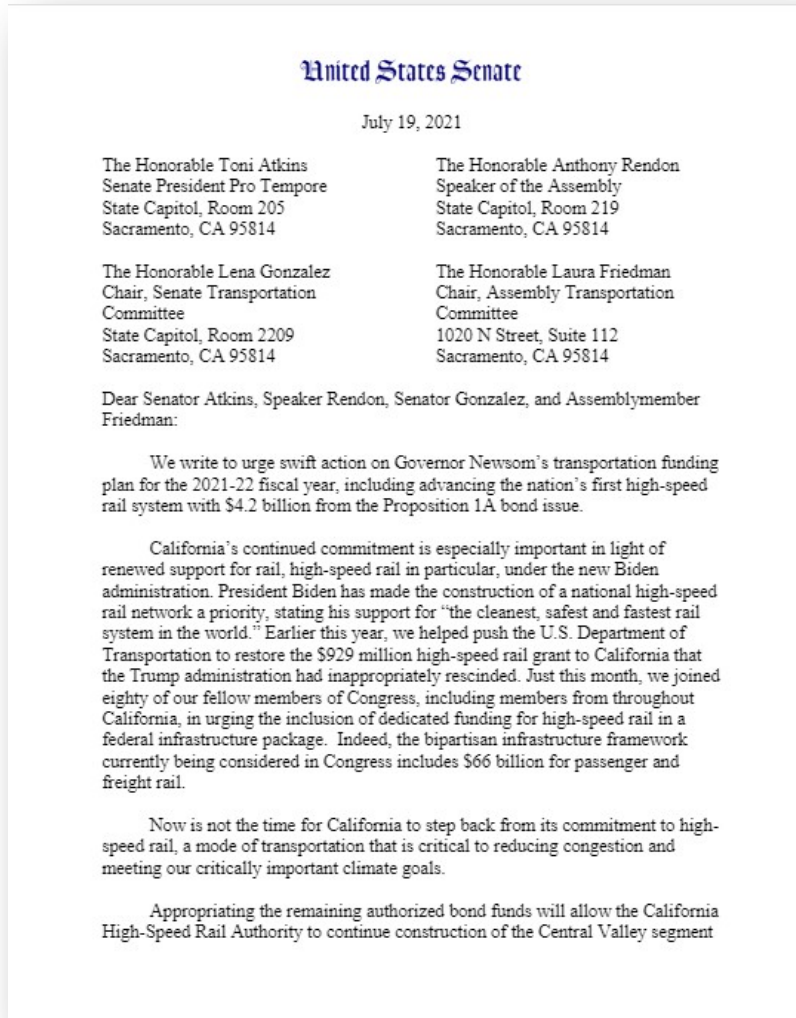 United States Senate
July 19, 2021
The Honorable Toni Atkins
Senate President Pro Tempore
State Capitol, Room 205
Sacramento, CA 95814
The Honorable Anthony Rendon
Speaker of the Assembly
State Capitol, Room 219
Sacramento, CA 95814
The Honorable Lena Gonzalez
Chair, Senate Transportation
Committee
State Capitol, Room 2209
Sacramento, CA 95814
The Honorable Laura Friedman
Chair, Assembly Transportation
Committee
1020 N Street, Suite 112
Sacramento, CA 95814
Dear Senator Atkins, Speaker Rendon, Senator Gonzalez, and Assemblymember
Friedman:
We write to urge swift action on Governor Newsom’s transportation funding
plan for the 2021-22 fiscal year, including advancing the nation’s first high-speed
rail system with $4.2 billion from the Proposition 1A bond issue.
California’s continued commitment is especially important in light of
renewed support for rail, high-speed rail in particular, under the new Biden
administration. President Biden has made the construction of a national high-speed
rail network a priority, stating his support for “the cleanest, safest and fastest rail
system in the world.” Earlier this year, we helped push the U.S. Department of
Transportation to restore the $929 million high-speed rail grant to California that
the Trump administration had inappropriately rescinded. Just this month, we joined
eighty of our fellow members of Congress, including members from throughout
California, in urging the inclusion of dedicated funding for high-speed rail in a
federal infrastructure package.  Indeed, the bipartisan infrastructure framework
currently being considered in Congress includes $66 billion for passenger and
freight rail.
Now is not the time for California to step back from its commitment to high-
speed rail, a mode of transportation that is critical to reducing congestion and
meeting our critically important climate goals.
Appropriating the remaining authorized bond funds will allow the California
High-Speed Rail Authority to continue construction of the Central Valley segment